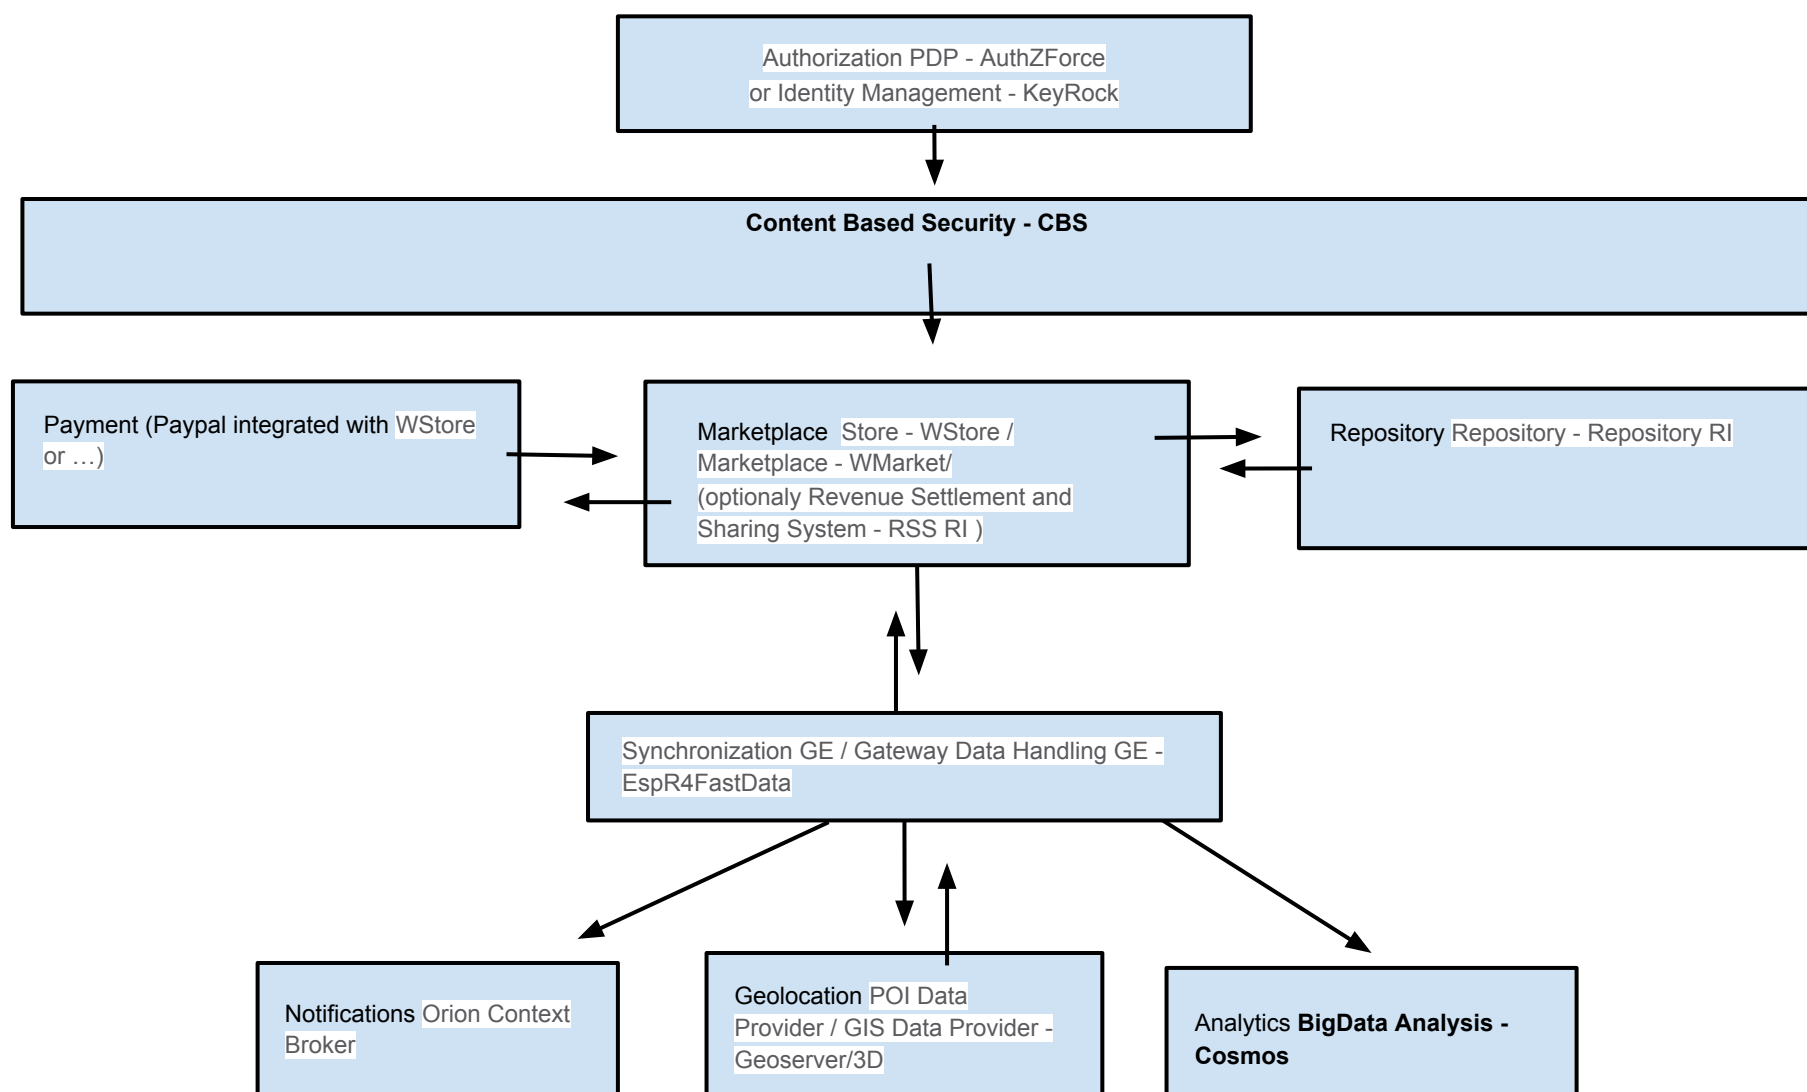 Authorization PDP - AuthZForce
or Identity Management - KeyRock
Content Based Security - CBS
Payment (Paypal integrated with WStore
or …)
Marketplace  Store - WStore /
Marketplace - WMarket/
(optionaly Revenue Settlement and
Sharing System - RSS RI )
Repository Repository - Repository RI
Synchronization GE / Gateway Data Handling GE -
EspR4FastData
Notifications Orion Context
Broker
Geolocation POI Data
Provider / GIS Data Provider -
Geoserver/3D
Analytics BigData Analysis -
Cosmos